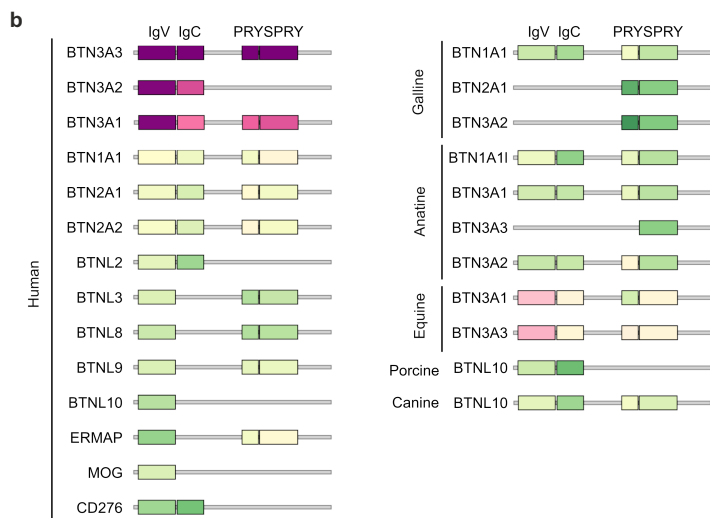 b
IgV IgC PRYSPRY
Human
BTN3A3
BTN3A2
BTN3A1
BTN1A1
BTN2A1
BTN2A2
BTNL2
BTNL3
BTNL8
BTNL9
BTNL10
ERMAP
MOG
CD276
IgV IgC PRYSPRY
Galline
BTN1A1
BTN2A1
BTN3A2
Anatine
BTN1A1l
BTN3A1
BTN3A3
BTN3A2
Equine
BTN3A1
BTN3A3
Porcine BTNL10
Canine BTNL10